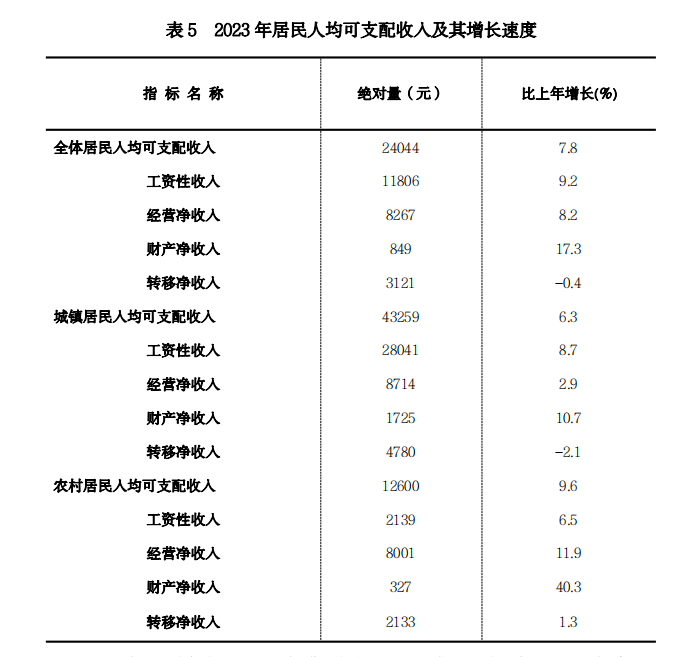 表 5 2023 年居民人均可支配收入及其增长速度
指 标 名 称 绝对量（元） 比上年增长(%)
全体居民人均可支配收入 24044 7.8
工资性收入 11806 9.2
经营净收入 8267 8.2
财产净收入 849 17.3
转移净收入 3121 -0.4
城镇居民人均可支配收入 43259 6.3
工资性收入 28041 8.7
经营净收入 8714 2.9
财产净收入 1725 10.7
转移净收入 4780 -2.1
农村居民人均可支配收入 12600 9.6
工资性收入 2139 6.5
经营净收入 8001 11.9
财产净收入 327 40.3
转移净收入 2133 1.3